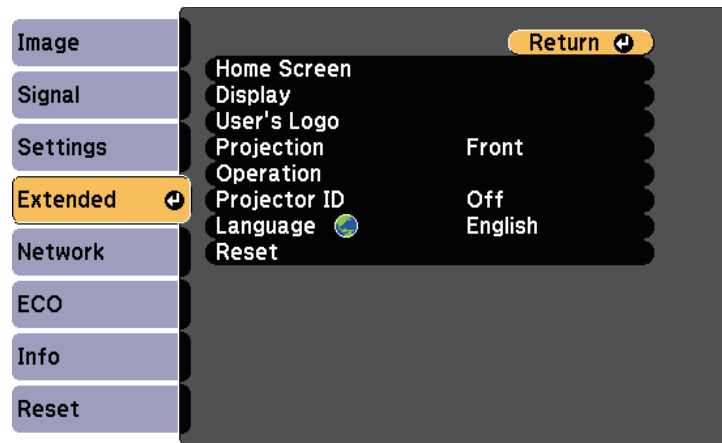 Image
Signal
Settings
Extended
Network
ECO
Info
Reset
Return
Home Screen
Display
User's Logo
Projection Front
Operation
Projector ID Off
Language English
Reset